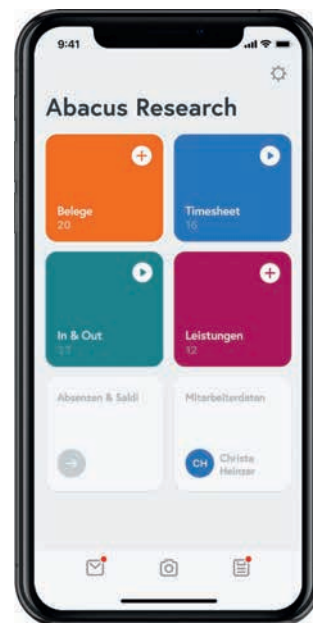 9:41
Abacus Research
Belege
20
Timesheet
16
In & Out
Leistungen
12
Absenzen & Saldi
Mitarbeiterdaten
CH
Christa
Heinzer